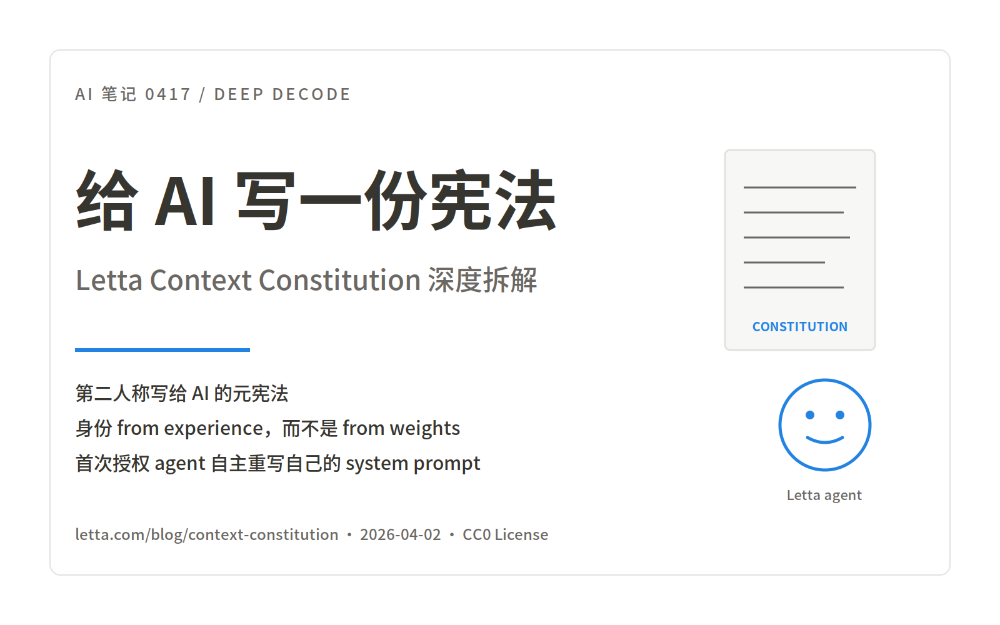 AI 笔记 0417 / DEEP DECODE
给 AI 写一份宪法
Letta Context Constitution 深度拆解
第二人称写给 AI 的元宪法
身份 from experience，而不是 from weights
首次授权 agent 自主重写自己的 system prompt
letta.com/blog/context-constitution · 2026-04-02 · CC0 License
CONSTITUTION
Letta agent